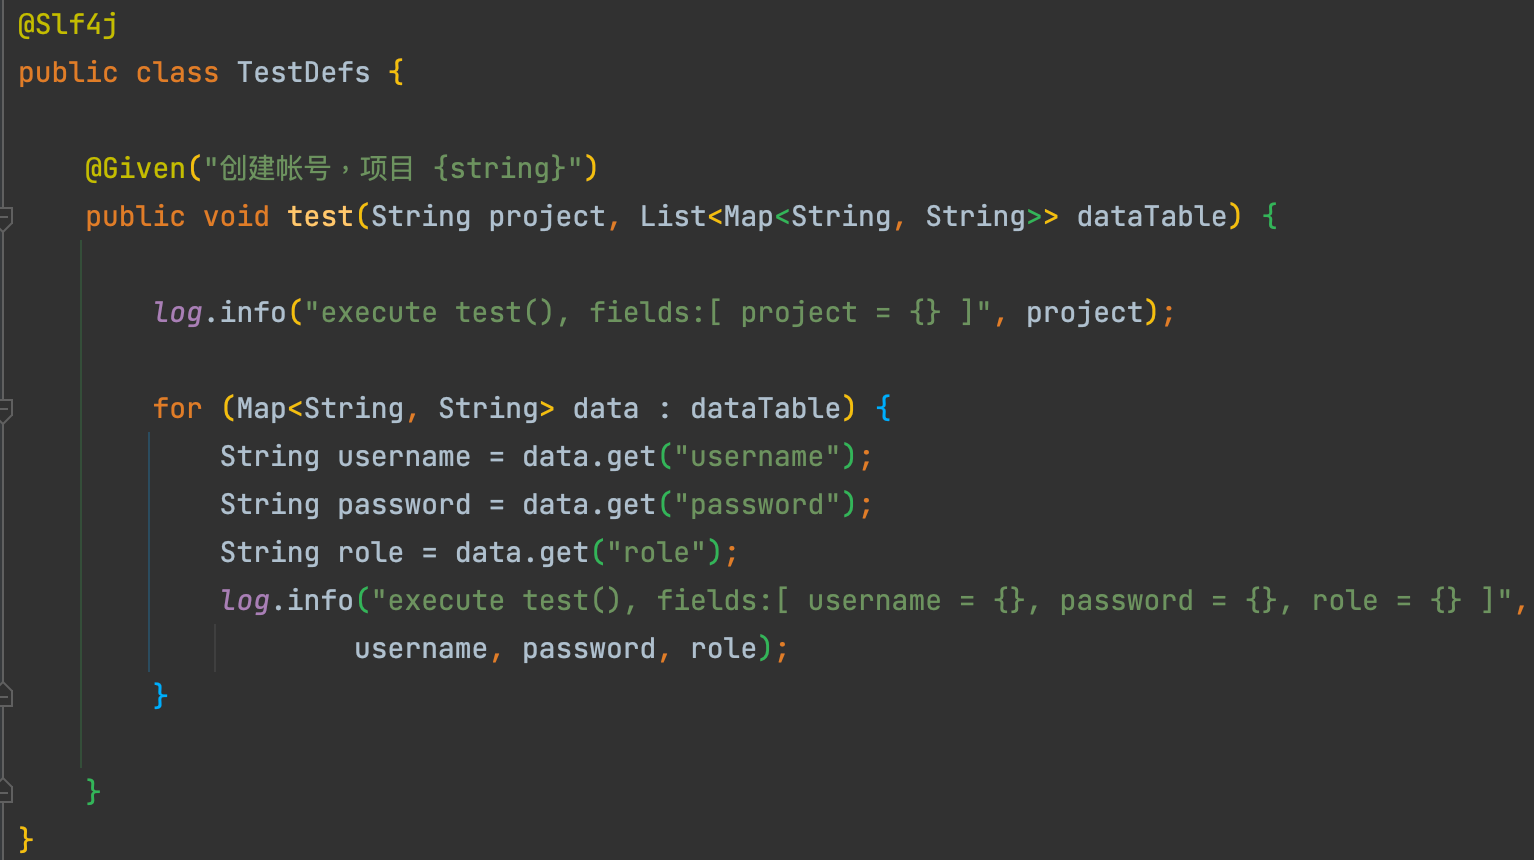 @Slf4j
public class TestDefs {
@Given("创建帐号，项目 {string}")
public void test(String project, List<Map<String, String>> dataTable) {
log.info("execute test(), fields:[ project = {} ]", project);
for (Map<String, String> data : dataTable) {
String username = data.get("username");
String password = data.get("password");
String role = data.get("role");
log.info("execute test(), fields:[ username = {}, password = {}, role = {} ]",
username, password, role);
}
}
}